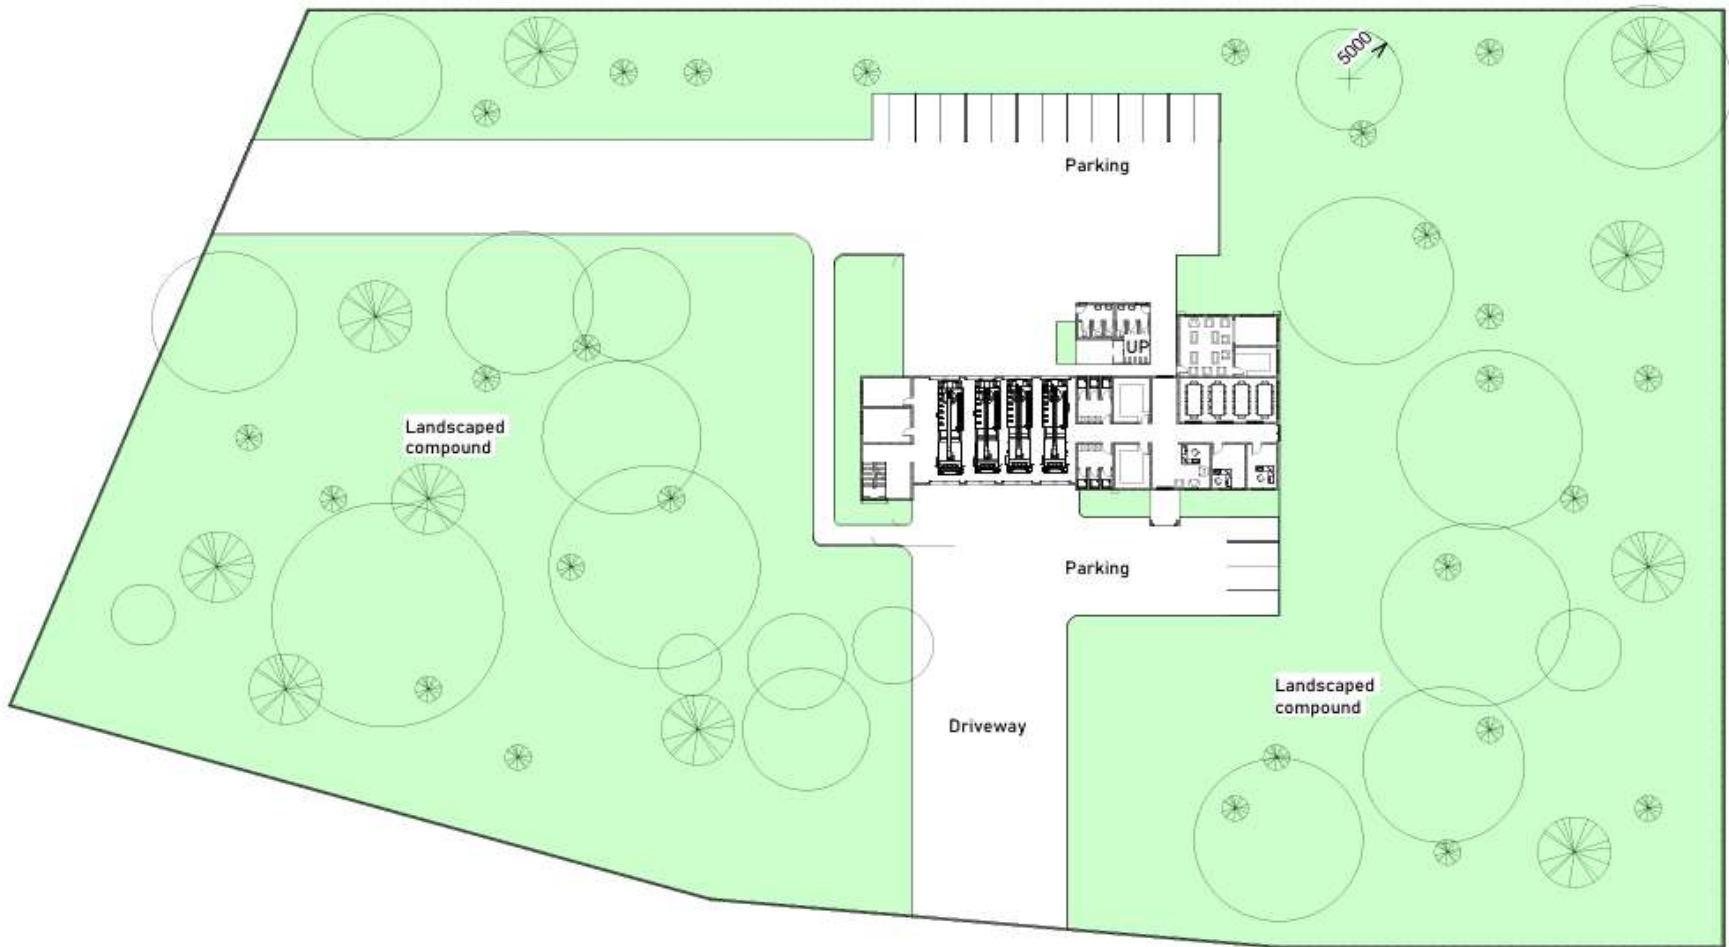 5000
Parking
UP
Landscaped
compound
Parking
Landscaped
compound
Driveway